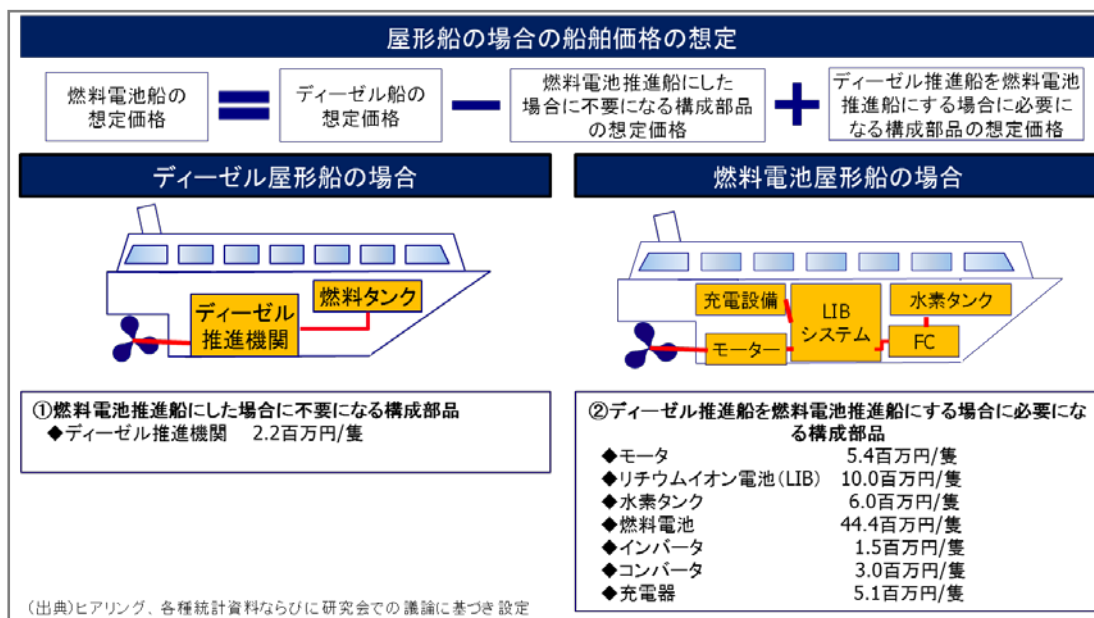 屋形船の場合の船舶価格の想定
燃料電池船の
想定価格
=
ディーゼル船の
想定価格
−
燃料電池推進船にした
場合に不要になる構成部品
の想定価格
+
ディーゼル推進船を燃料電池
推進船にする場合に必要に
なる構成部品の想定価格
ディーゼル屋形船の場合
ディーゼル
推進機関
燃料タンク
①燃料電池推進船にした場合に不要になる構成部品
◆ディーゼル推進機関 2.2百万円/隻
燃料電池屋形船の場合
充電設備
LIB
システム
水素タンク
モーター
FC
②ディーゼル推進船を燃料電池推進船にする場合に必要にな
る構成部品
◆モータ 5.4百万円/隻
◆リチウムイオン電池(LIB) 10.0百万円/隻
◆水素タンク 6.0百万円/隻
◆燃料電池 44.4百万円/隻
◆インバータ 1.5百万円/隻
◆コンバータ 3.0百万円/隻
◆充電器 5.1百万円/隻
(出典)ヒアリング、各種統計資料ならびに研究会での議論に基づき設定